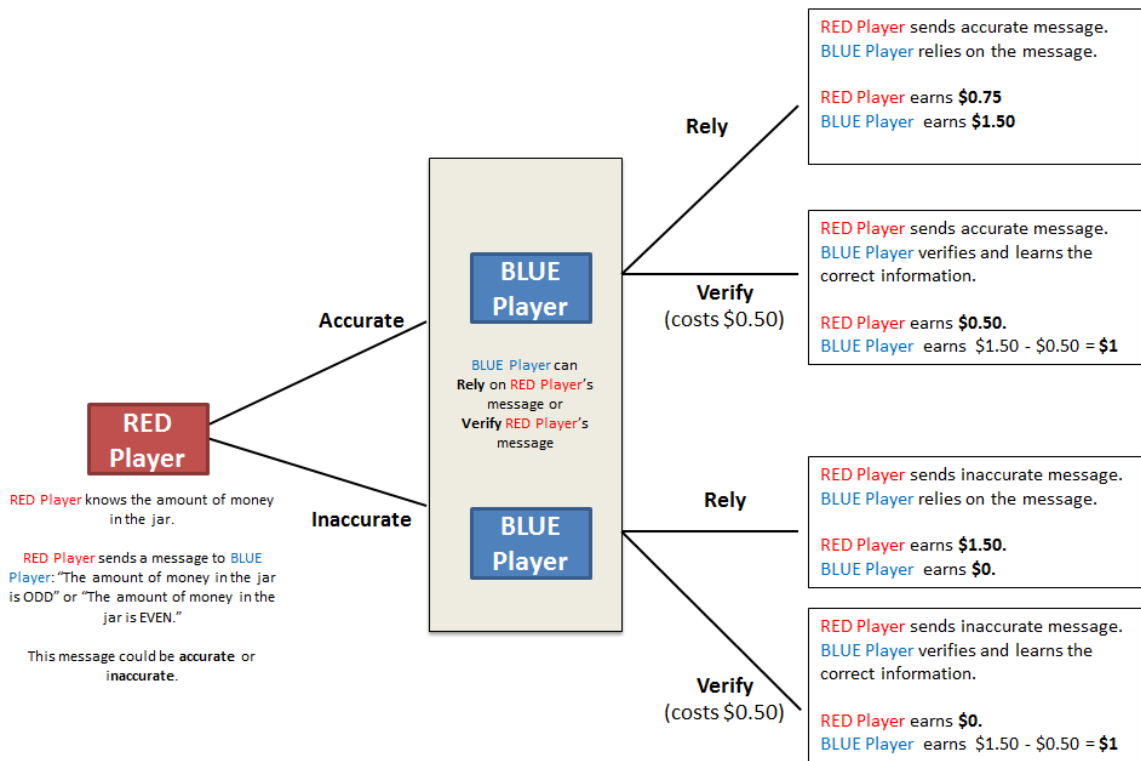 RED Player sends accurate message.
BLUE Player relies on the message.
RED Player earns $0.75
BLUE Player earns $1.50
Rely
RED Player sends accurate message.
BLUE Player verifies and learns the
correct information.
RED Player earns $0.50.
BLUE Player earns $1.50 - $0.50 = $1
Verify
(costs $0.50)
BLUE
Player
Accurate
BLUE Player can
Rely on RED Player's
message or
Verify RED Player's
message
RED
Player
RED Player knows the amount of money
in the jar.
RED Player sends a message to BLUE
Player: “The amount of money in the jar
is ODD” or “The amount of money in the
jar is EVEN.”
This message could be accurate or
inaccurate.
Inaccurate
BLUE
Player
Rely
RED Player sends inaccurate message.
BLUE Player relies on the message.
RED Player earns $1.50.
BLUE Player earns $0.
Verify
(costs $0.50)
RED Player sends inaccurate message.
BLUE Player verifies and learns the
correct information.
RED Player earns $0.
BLUE Player earns $1.50 - $0.50 = $1